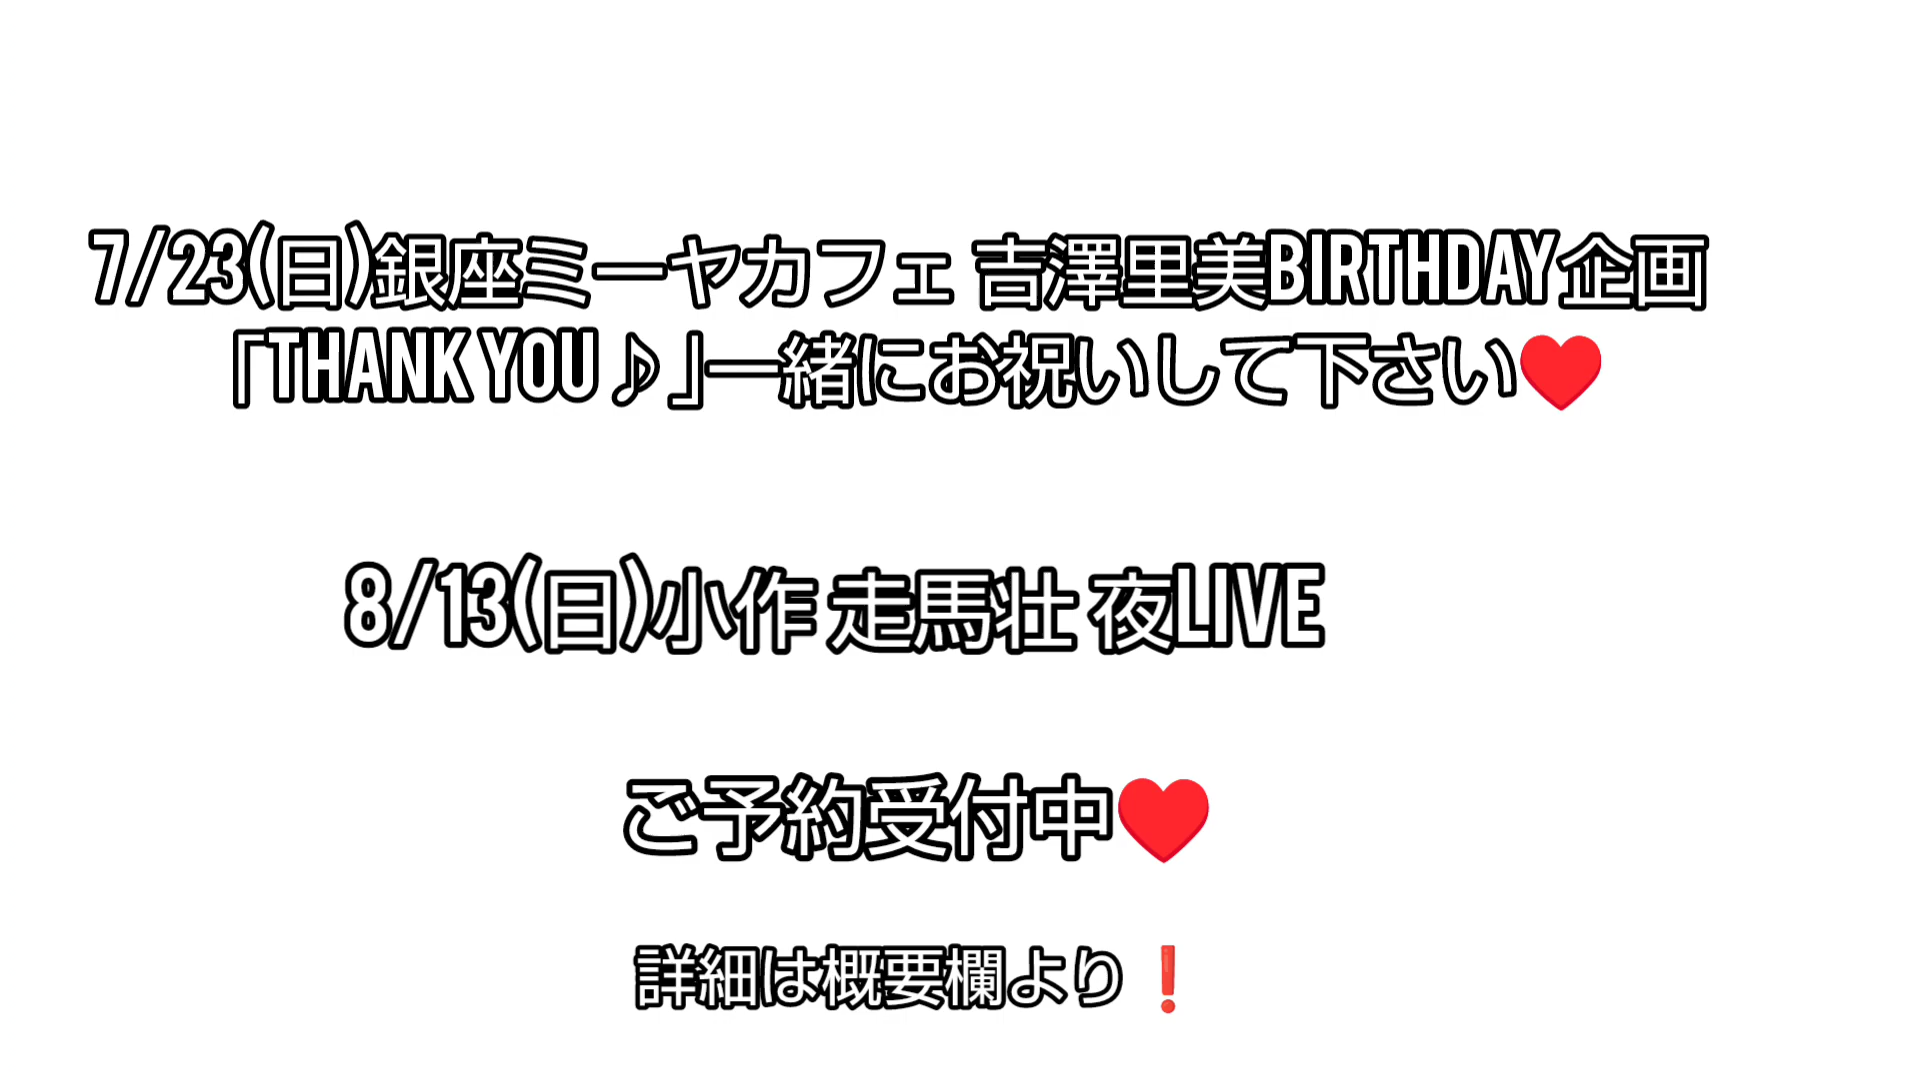 7/23(日)銀座ミーヤカフェ 吉澤里美BIRTHDAY企画
「THANK YOU♪」一緒にお祝いして下さい♥
8/13(日)小作 走馬壮 夜LIVE
ご予約受付中♥
詳細は概要欄より❗